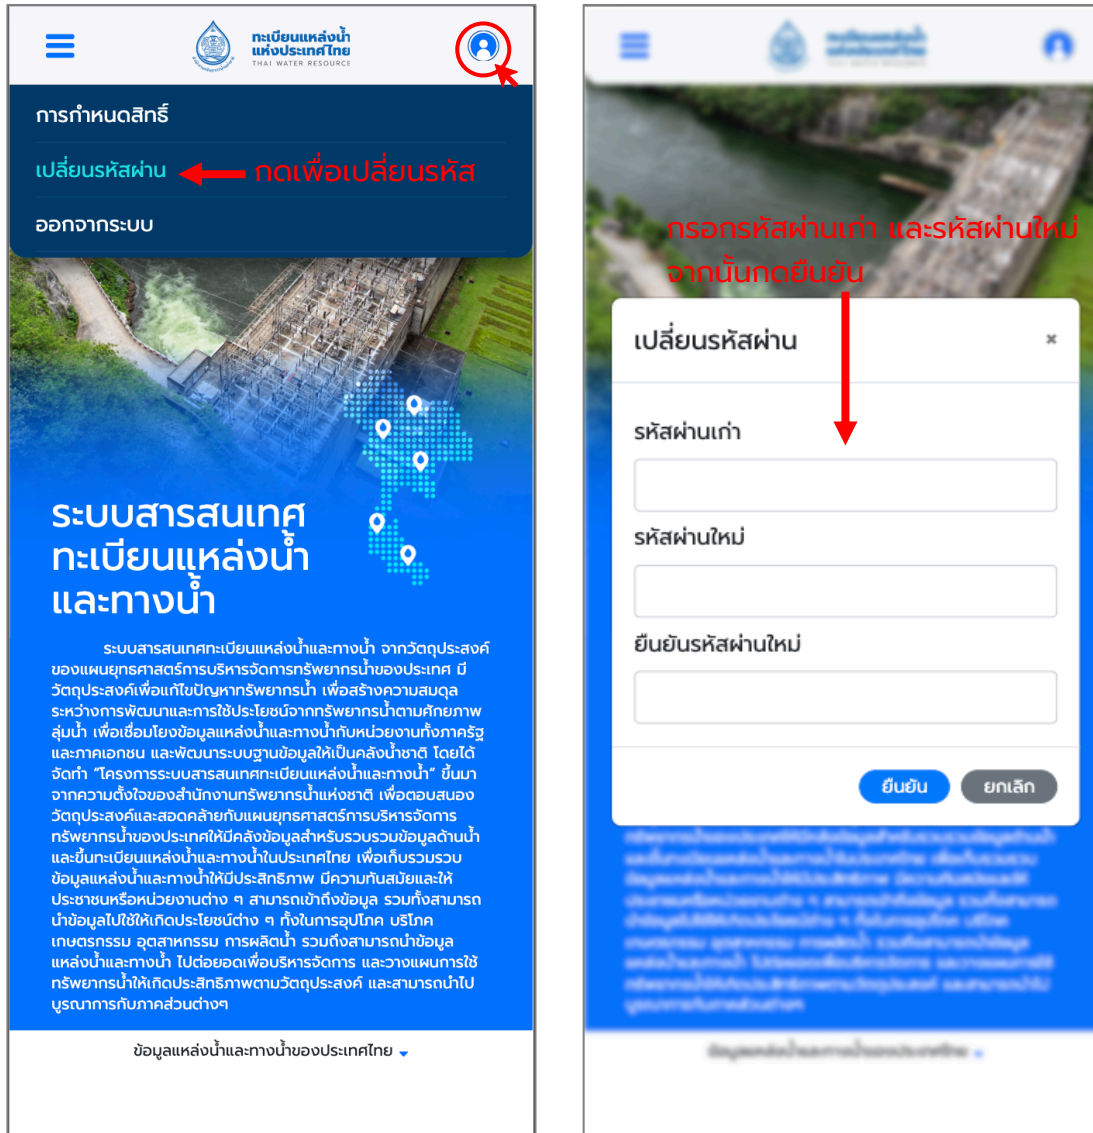 ทะเบียนแหล่งน้ำ
แห่งประเทศไทย
THAI WATER RESOURCE
การกำหนดสิทธิ์
เปลี่ยนรหัสผ่าน
กดเพื่อเปลี่ยนรหัส
ออกจากระบบ
ระบบสารสนเทศ
ทะเบียนแหล่งน้ำ
และทางน้ำ
ระบบสารสนเทศทะเบียนแหล่งน้ำและทางน้ำ จากวัตถุประสงค์
ของแผนยุทธศาสตร์การบริหารจัดการทรัพยากรน้ำของประเทศ มี
วัตถุประสงค์เพื่อแก้ไขปัญหาทรัพยากรน้ำ เพื่อสร้างความสมดุล
ระหว่างการพัฒนาและการใช้ประโยชน์จากทรัพยากรน้ำตามศักยภาพ
ลุ่มน้ำ เพื่อเชื่อมโยงข้อมูลแหล่งน้ำและทางน้ำกับหน่วยงานทั้งภาครัฐ
และภาคเอกชน และพัฒนาระบบฐานข้อมูลให้เป็นคลังน้ำชาติ โดยได้
จัดทำ “โครงการระบบสารสนเทศทะเบียนแหล่งน้ำและทางน้ำ” ขึ้นมา
จากความตั้งใจของสำนักงานทรัพยากรน้ำแห่งชาติ เพื่อตอบสนอง
วัตถุประสงค์และสอดคล้ายกับแผนยุทธศาสตร์การบริหารจัดการ
ทรัพยากรน้ำของประเทศให้มีคลังข้อมูลสำหรับรวบรวมข้อมูลด้านน้ำ
และขึ้นทะเบียนแหล่งน้ำและทางน้ำในประเทศไทย เพื่อเก็บรวมรวบ
ข้อมูลแหล่งน้ำและทางน้ำให้มีประสิทธิภาพ มีความทันสมัยและให้
ประชาชนหรือหน่วยงานต่าง ๆ สามารถเข้าถึงข้อมูล รวมทั้งสามารถ
นำข้อมูลไปใช้ให้เกิดประโยชน์ต่าง ๆ ทั้งในการอุปโภค บริโภค
เกษตรกรรม อุตสาหกรรม การผลิตน้ำ รวมถึงสามารถนำข้อมูล
แหล่งน้ำและทางน้ำ ไปต่อยอดเพื่อบริหารจัดการ และวางแผนการใช้
ทรัพยากรน้ำให้เกิดประสิทธิภาพตามวัตถุประสงค์ และสามารถนำไป
บูรณาการกับภาคส่วนต่างๆ
ข้อมูลแหล่งน้ำและทางน้ำของประเทศไทย
กรอกรหัสผ่านเก่า และรหัสผ่านใหม่
จากนั้นกดยืนยัน
เปลี่ยนรหัสผ่าน
รหัสผ่านเก่า
รหัสผ่านใหม่
ยืนยันรหัสผ่านใหม่
ยืนยัน ยกเลิก